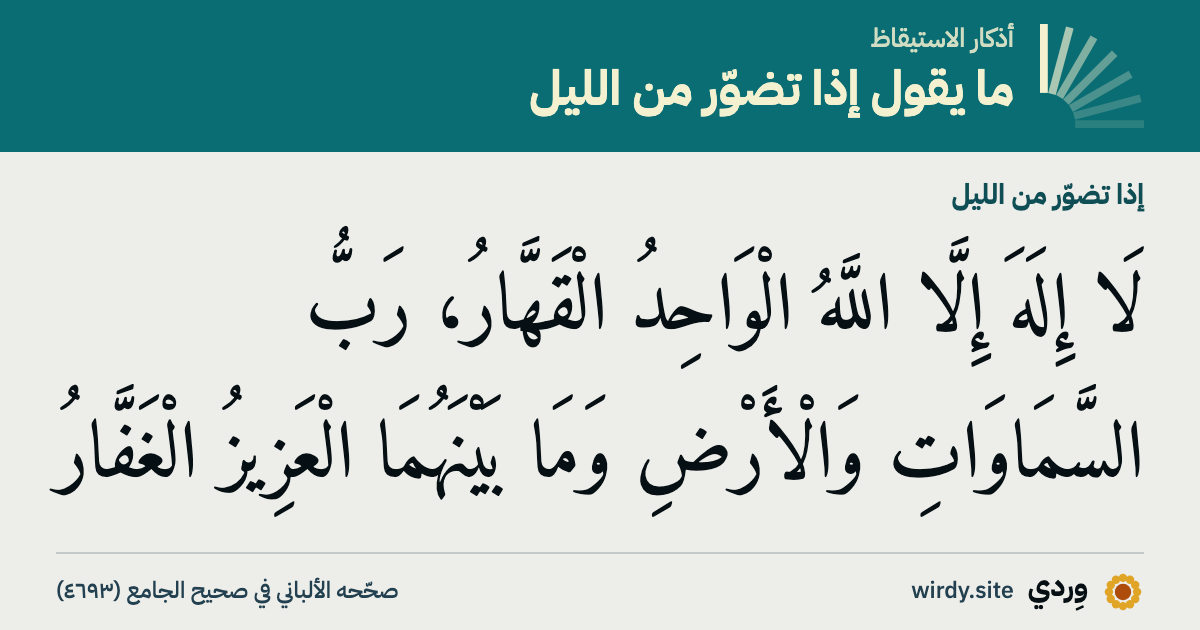 أذكار الاستيقاظ
ما يقول إذا تضوّر من الليل
إذا تضوّر من الليل
لَا إِلَهَ إِلَّا اللَّهُ الْوَاحِدُ الْقَهَّارُ، رَبُّ
السَّمَاوَاتِ وَالْأَرْضِ وَمَا بَيْنَهُمَا الْعَزِيزُ الْغَفَّارُ
وِردي wirdy.site
صحّحه الألباني في صحيح الجامع (٤٦٩٣)